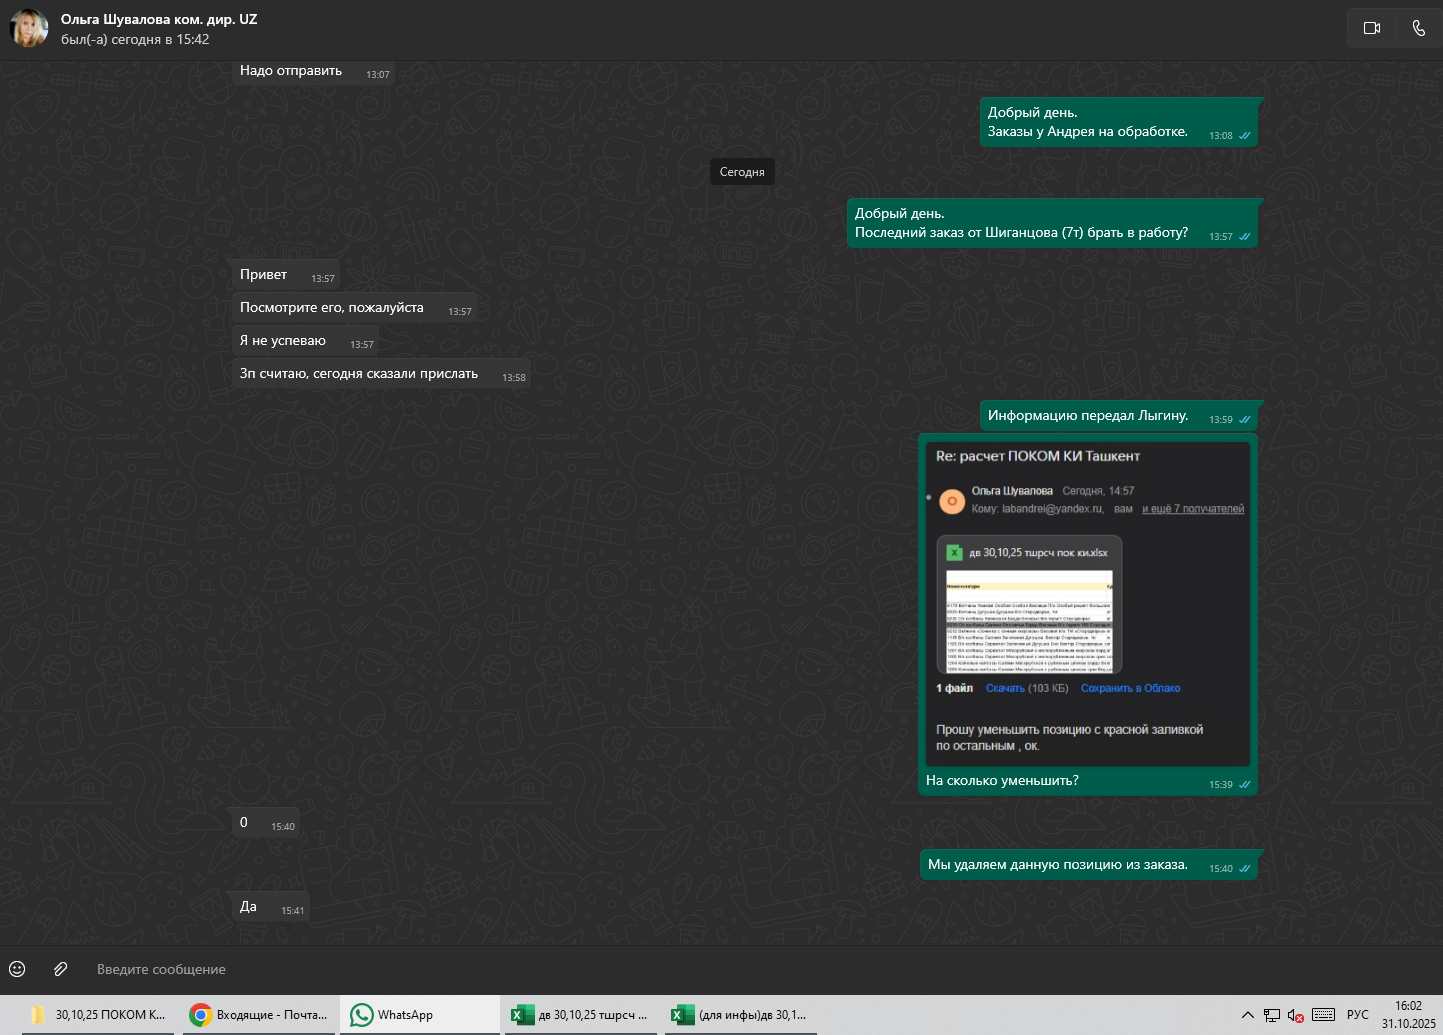 Ольга Шувалова ком. дир. UZ
был(-а) сегодня в 15:42
Надо отправить 13:07
Добрый день.
Заказы у Андрея на обработке. 13:08
Сегодня
Добрый день.
Последний заказ от Шиганцова (7т) брать в работу? 13:57
Привет 13:57
Посмотрите его, пожалуйста 13:57
Я не успеваю 13:57
Зп считаю, сегодня сказали прислать 13:58
Информацию передал Лыгину. 13:59
Re: расчет ПОКОМ КИ Ташкент
О
Ольга Шувалова Сегодня, 14:57
Кому: labandrei@yandex.ru, вам и ещё 7 получателей
дв 30,10,25 тшрсч пок ки.xlsx
Номенклатура
1 файл Скачать (103 КБ) Сохранить в Облако
Прошу уменьшить позицию с красной заливкой
по остальным , ок.
На сколько уменьшить? 15:39
0 15:40
Мы удаляем данную позицию из заказа. 15:40
Да 15:41
Введите сообщение
30,10,25 ПОКОМ К... Входящие - Почта... WhatsApp дв 30,10,25 тшрсч ... (для инфы)дв 30,1... РУС 16:02
31.10.2025